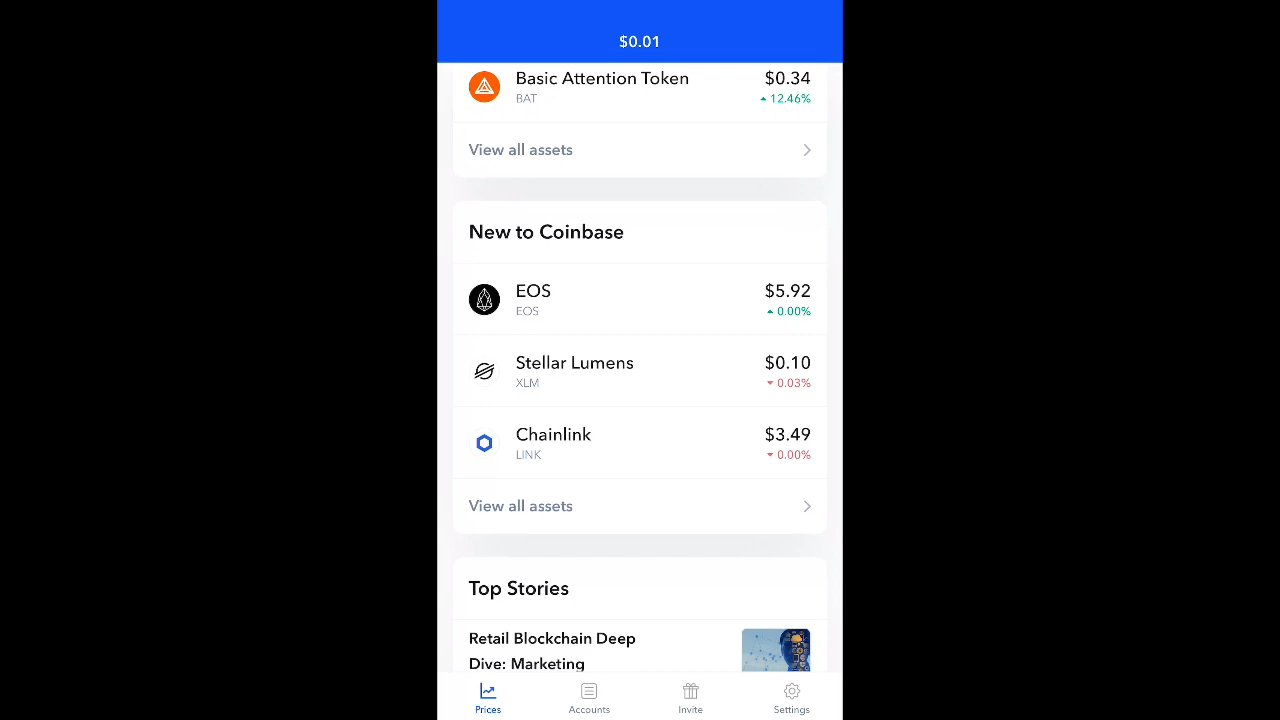 $0.01
Basic Attention Token $0.34
BAT 12.46%
View all assets
New to Coinbase
EOS $5.92
EOS 0.00%
Stellar Lumens $0.10
XLM 0.03%
Chainlink $3.49
LINK 0.00%
View all assets
Top Stories
Retail Blockchain Deep
Dive: Marketing
Prices Accounts Invite Settings